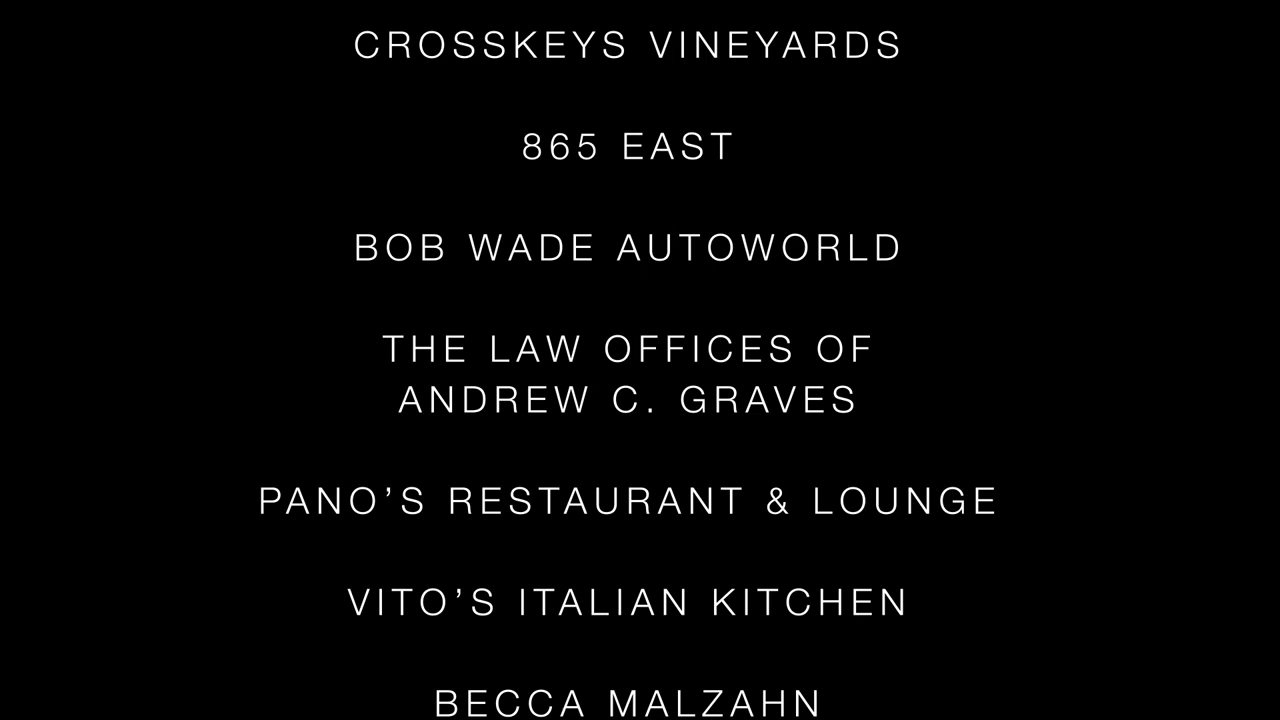 CROSSKEYS VINEYARDS
865 EAST
BOB WADE AUTOWORLD
THE LAW OFFICES OF
ANDREW C. GRAVES
PANO’S RESTAURANT & LOUNGE
VITO’S ITALIAN KITCHEN
BECCA MALZAHN